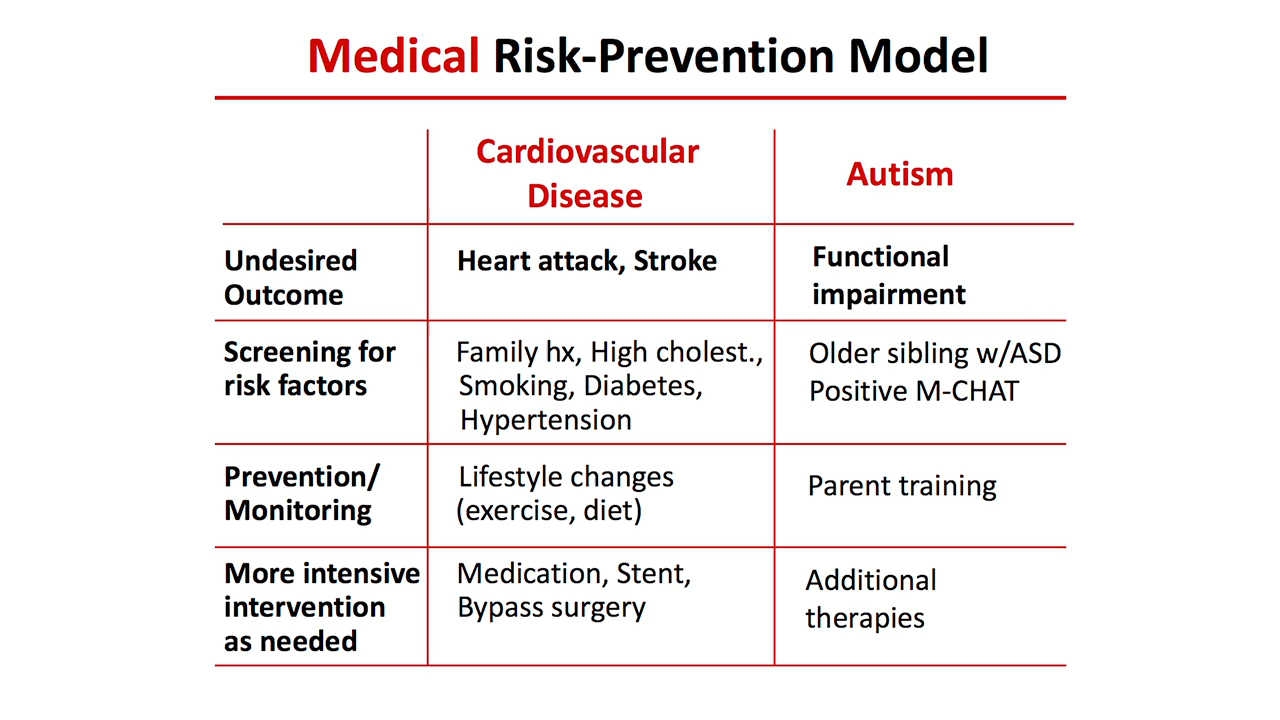 Medical Risk-Prevention Model
Cardiovascular
Disease
Autism
Undesired
Outcome
Heart attack, Stroke
Functional
impairment
Screening for
risk factors
Family hx, High cholest.,
Smoking, Diabetes,
Hypertension
Older sibling w/ASD
Positive M-CHAT
Prevention/
Monitoring
Lifestyle changes
(exercise, diet)
Parent training
More intensive
intervention
as needed
Medication, Stent,
Bypass surgery
Additional
therapies